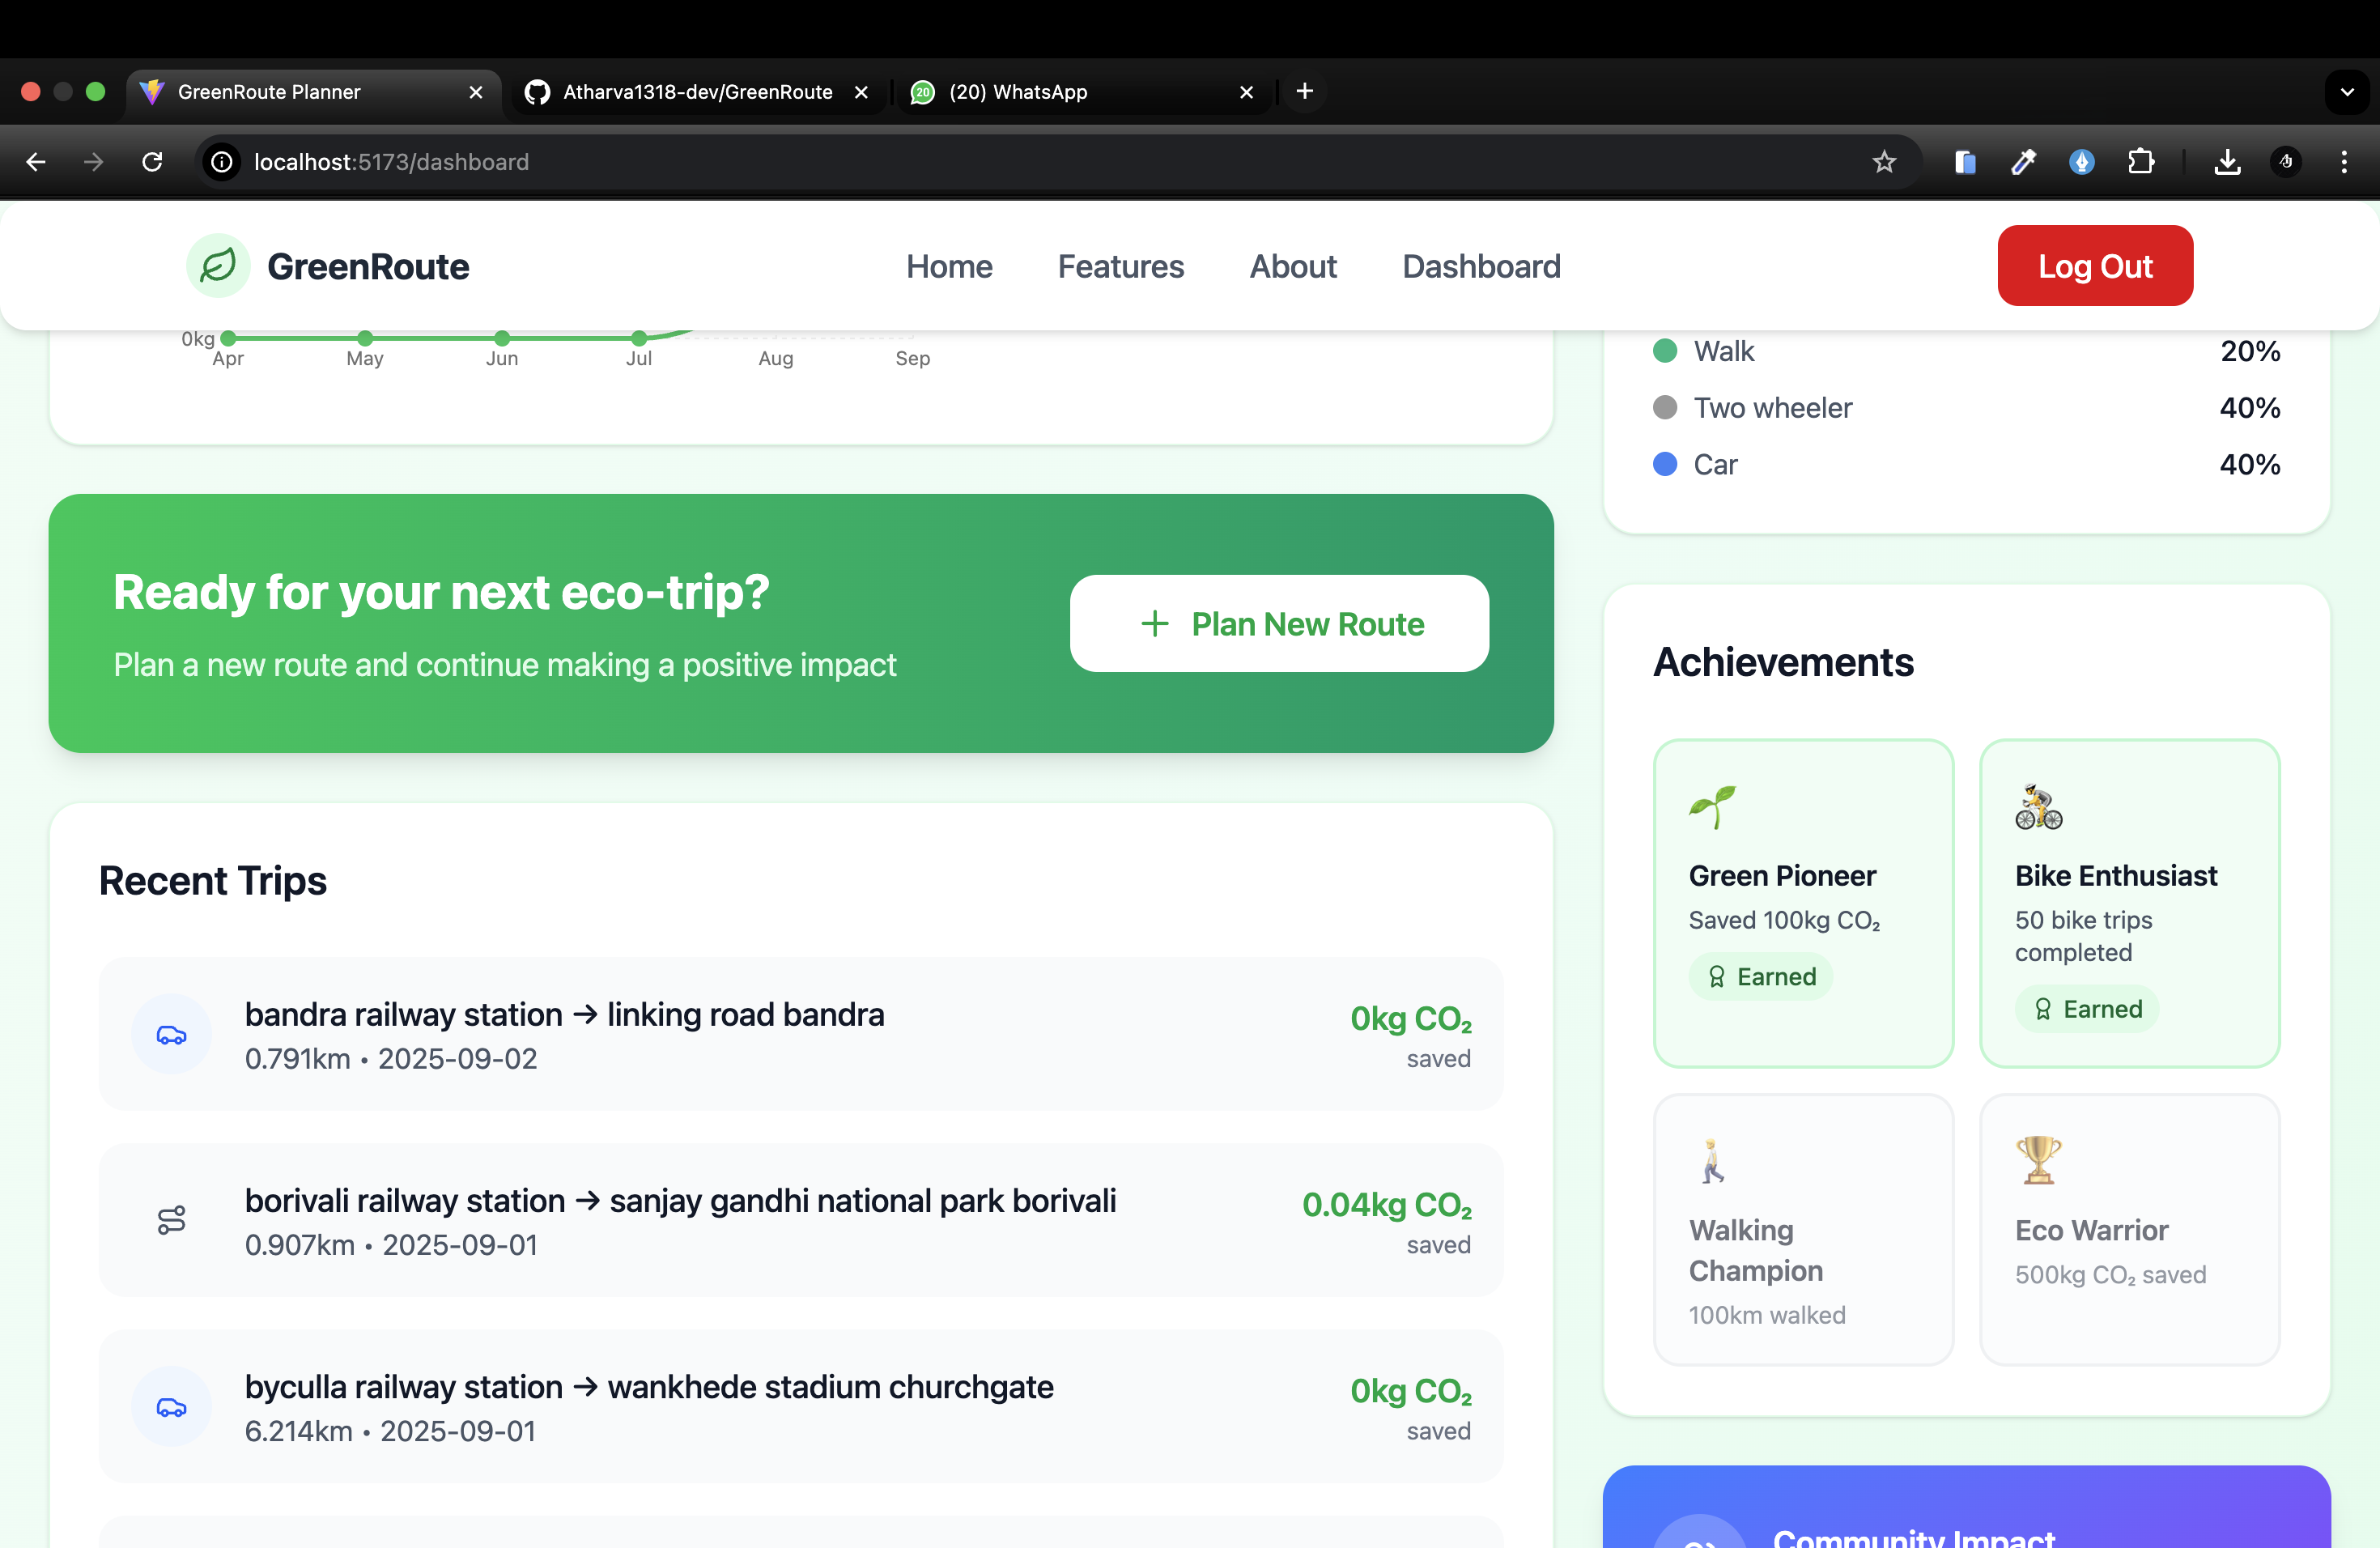 GreenRoute Planner
Atharva1318-dev/GreenRoute
20
(20) WhatsApp
localhost:5173/dashboard
GreenRoute
Home
Features
About
Dashboard
Log Out
0kg
Apr
May
Jun
Jul
Aug
Sep
Walk
20%
Two wheeler
40%
Car
40%
Ready for your next eco-trip?
Plan a new route and continue making a positive impact
+ Plan New Route
Recent Trips
bandra railway station → linking road bandra
0.791km • 2025-09-02
0kg CO₂
saved
borivali railway station → sanjay gandhi national park borivali
0.907km • 2025-09-01
0.04kg CO₂
saved
byculla railway station → wankhede stadium churchgate
6.214km • 2025-09-01
0kg CO₂
saved
Achievements
Green Pioneer
Saved 100kg CO₂
Earned
Bike Enthusiast
50 bike trips
completed
Earned
Walking
Champion
100km walked
Eco Warrior
500kg CO₂ saved
Community Impact